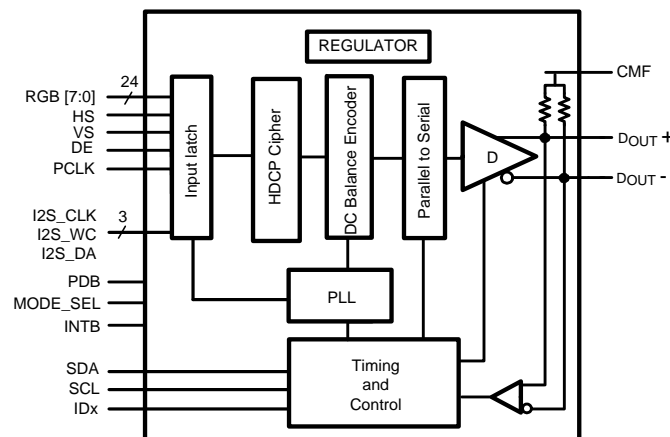 REGULATOR
CMF
24
RGB [7:0]
HS
VS
DE
PCLK
Input latch
HDCP Cipher
DC Balance Encoder
Parallel to Serial
D
DOUT +
DOUT -
I2S_CLK
3
I2S_WC
I2S_DA
PDB
MODE_SEL
INTB
PLL
SDA
SCL
IDx
Timing
and
Control